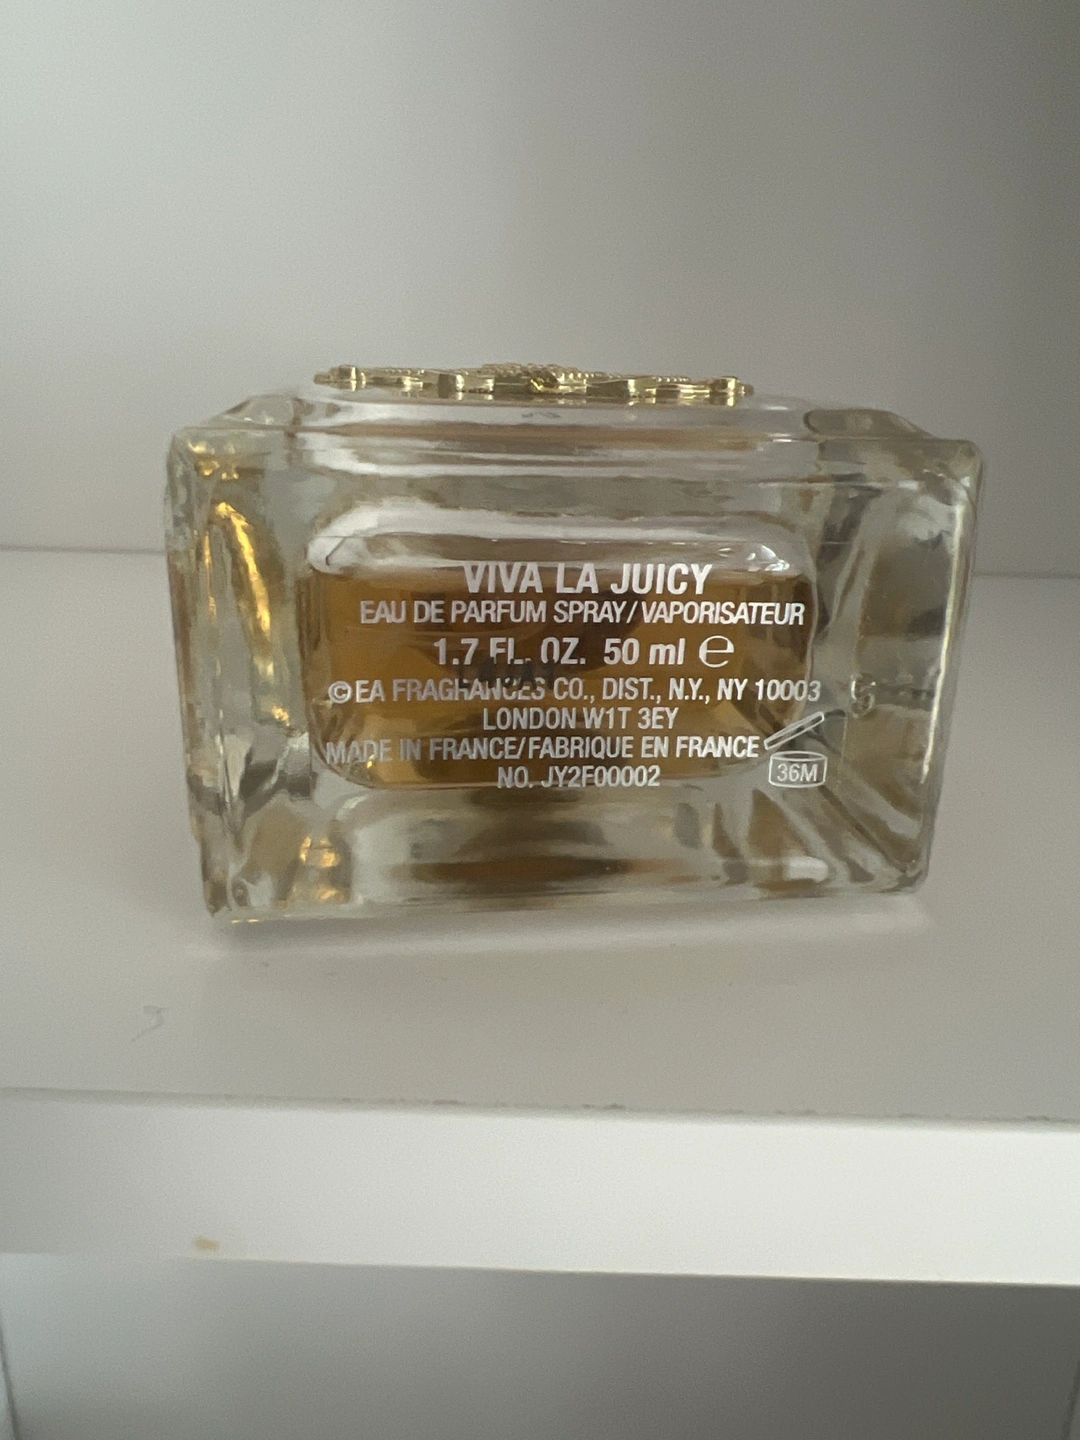 VIVA LA JUICY
EAU DE PARFUM SPRAY/VAPORISATEUR
1.7 FL. OZ. 50 ml ℮
©EA FRAGRANCES CO., DIST., N.Y., NY 10003
LONDON W1T 3EY
MADE IN FRANCE/FABRIQUE EN FRANCE
NO. JY2F00002
36M